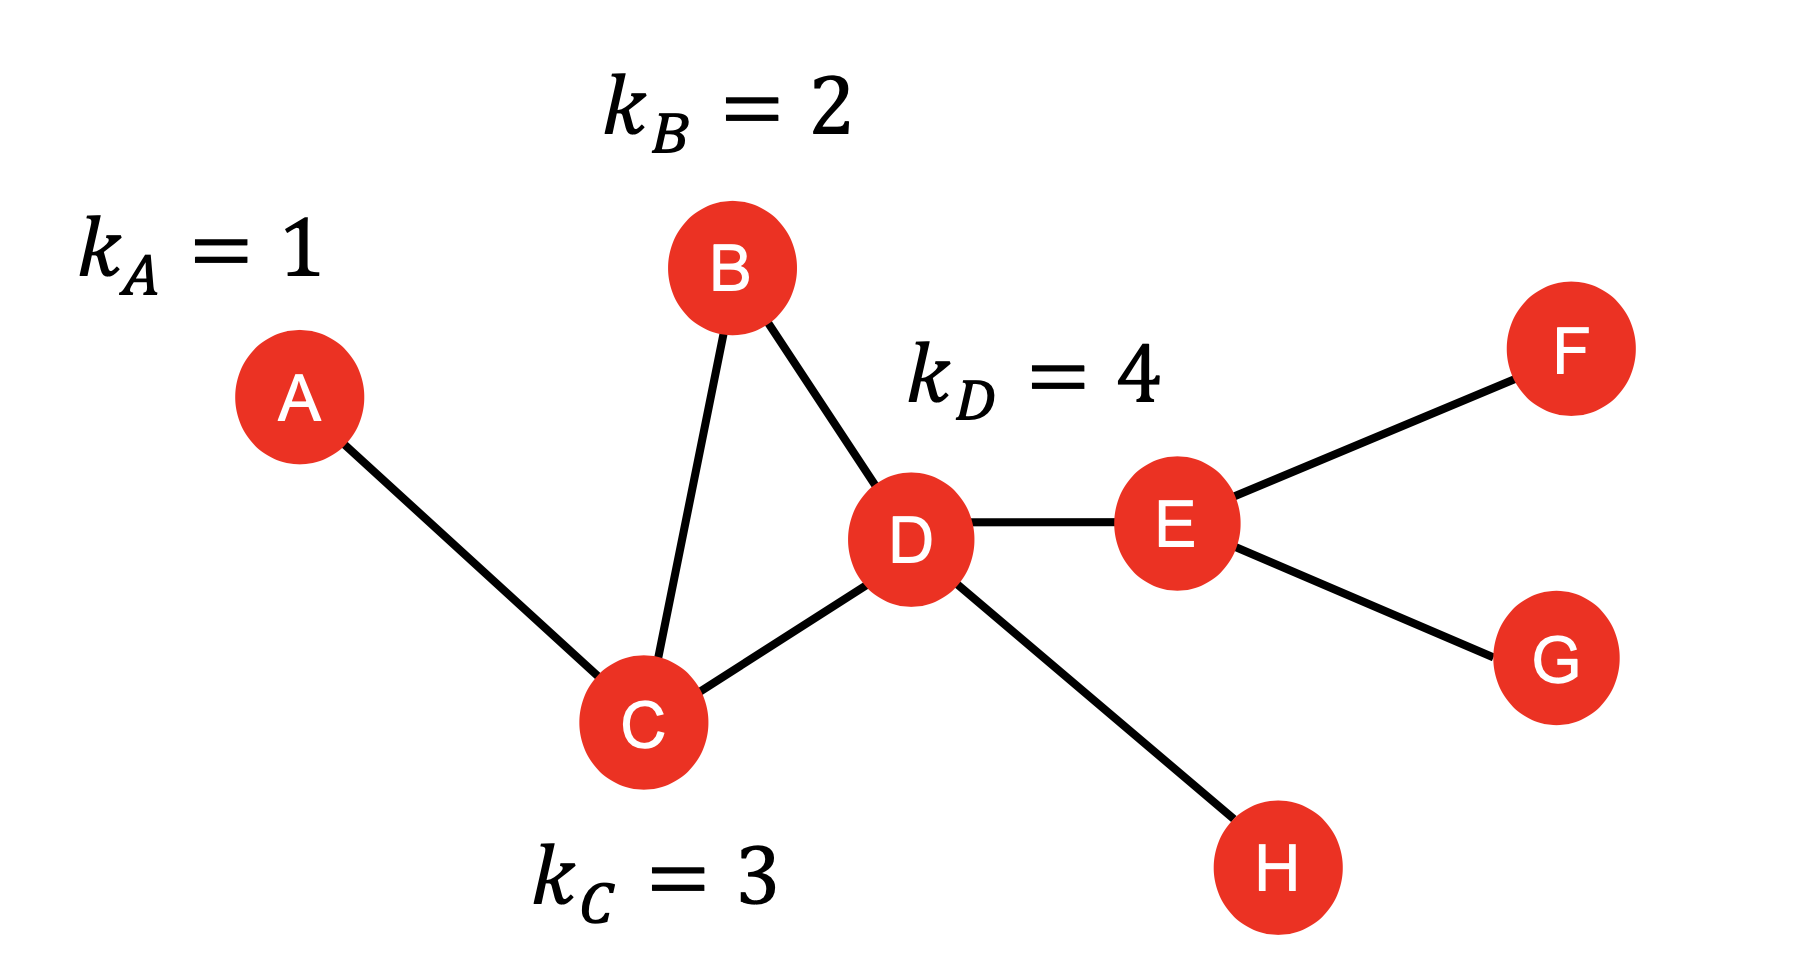 k_B = 2
k_A = 1
B
F
k_D = 4
A
E
D
G
C
H
k_C = 3